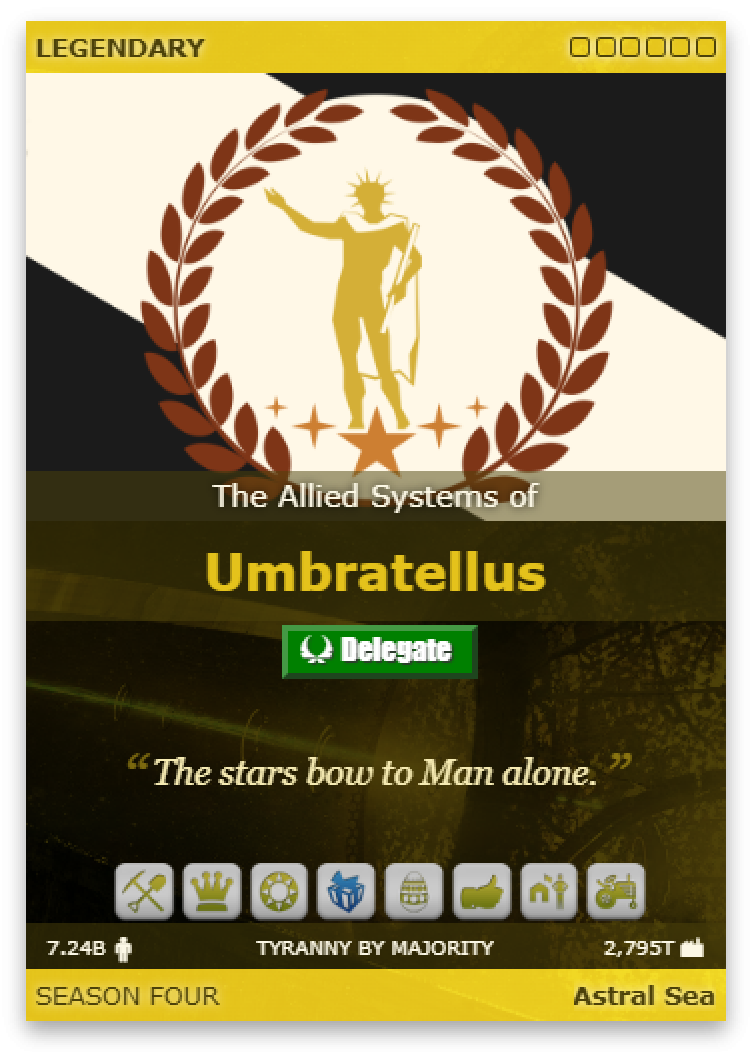 LEGENDARY
The Allied Systems of
Umbratellus
Delegate
“The stars bow to Man alone.”
7.24B TYRANNY BY MAJORITY 2,795T
SEASON FOUR Astral Sea